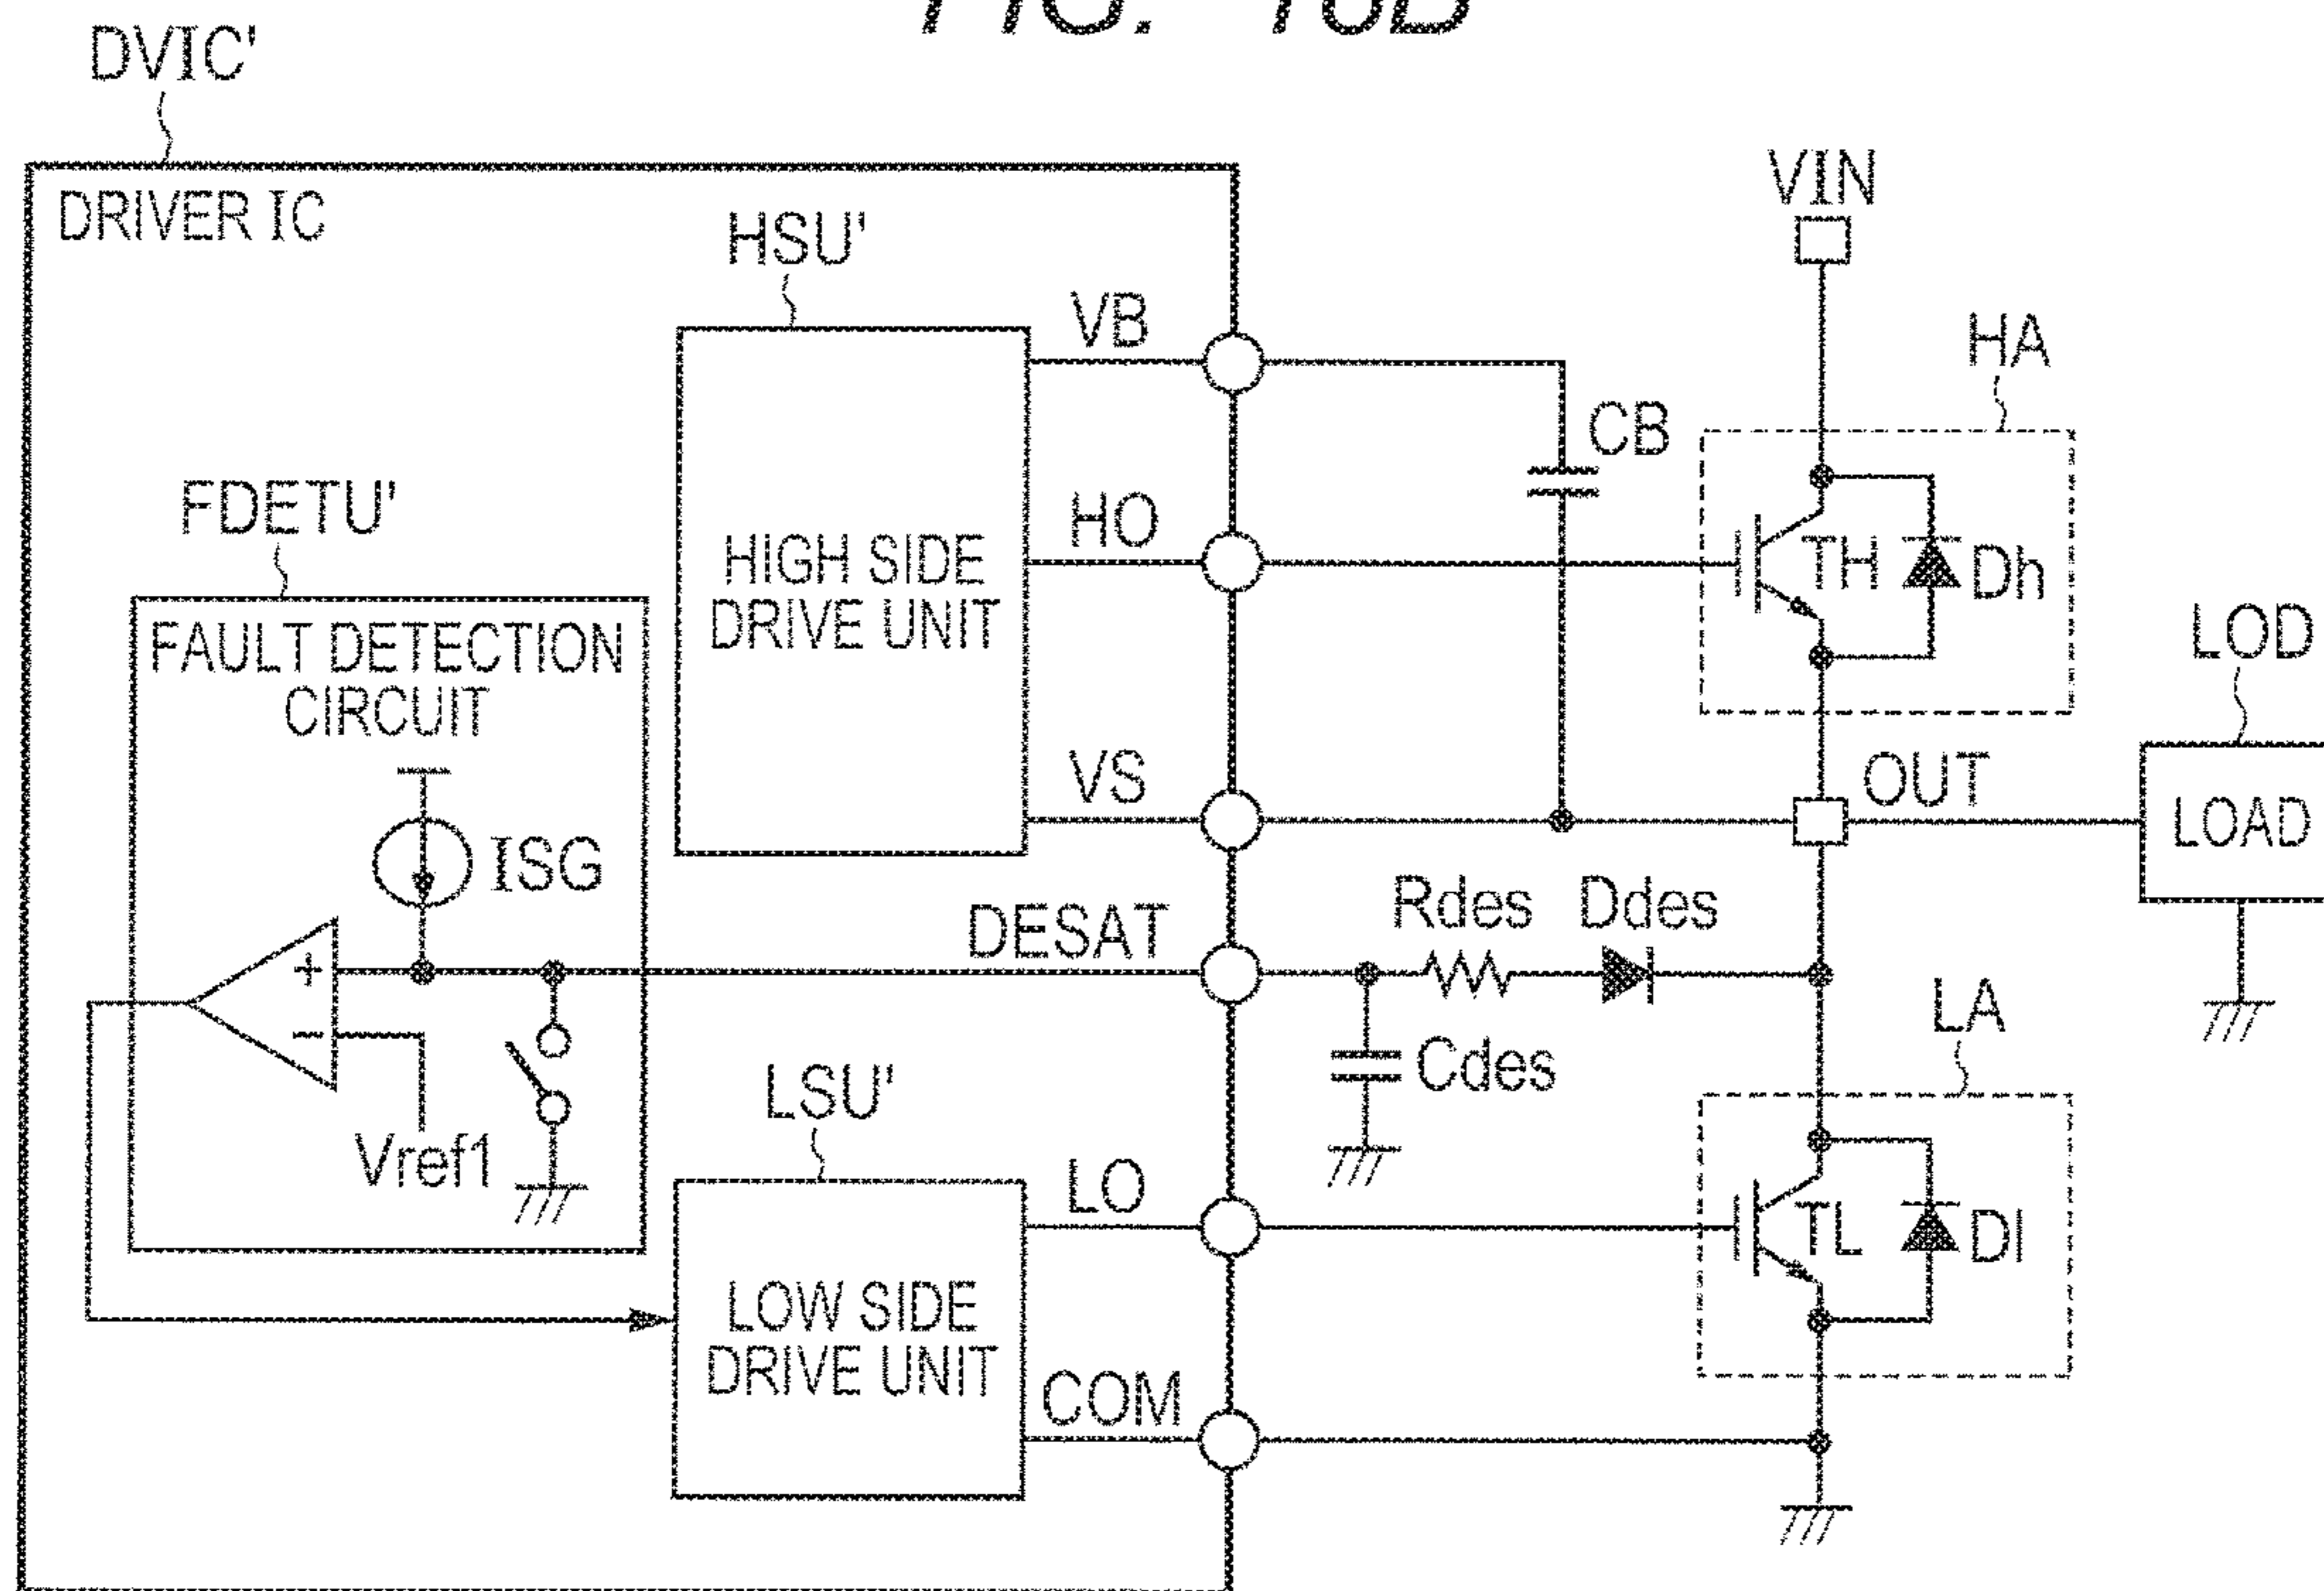 DVIC'
DRIVER IC
VIN
HSU'
VB
HA
CB
FDETU'
HO
HIGH SIDE
DRIVE UNIT
TH
Dh
LOD
FAULT DETECTION
CIRCUIT
VS
OUT
LOAD
ISG
DESAT
Rdes
Ddes
+
−
LA
Cdes
LSU'
Vref1
LO
TL
Dl
LOW SIDE
DRIVE UNIT
COM